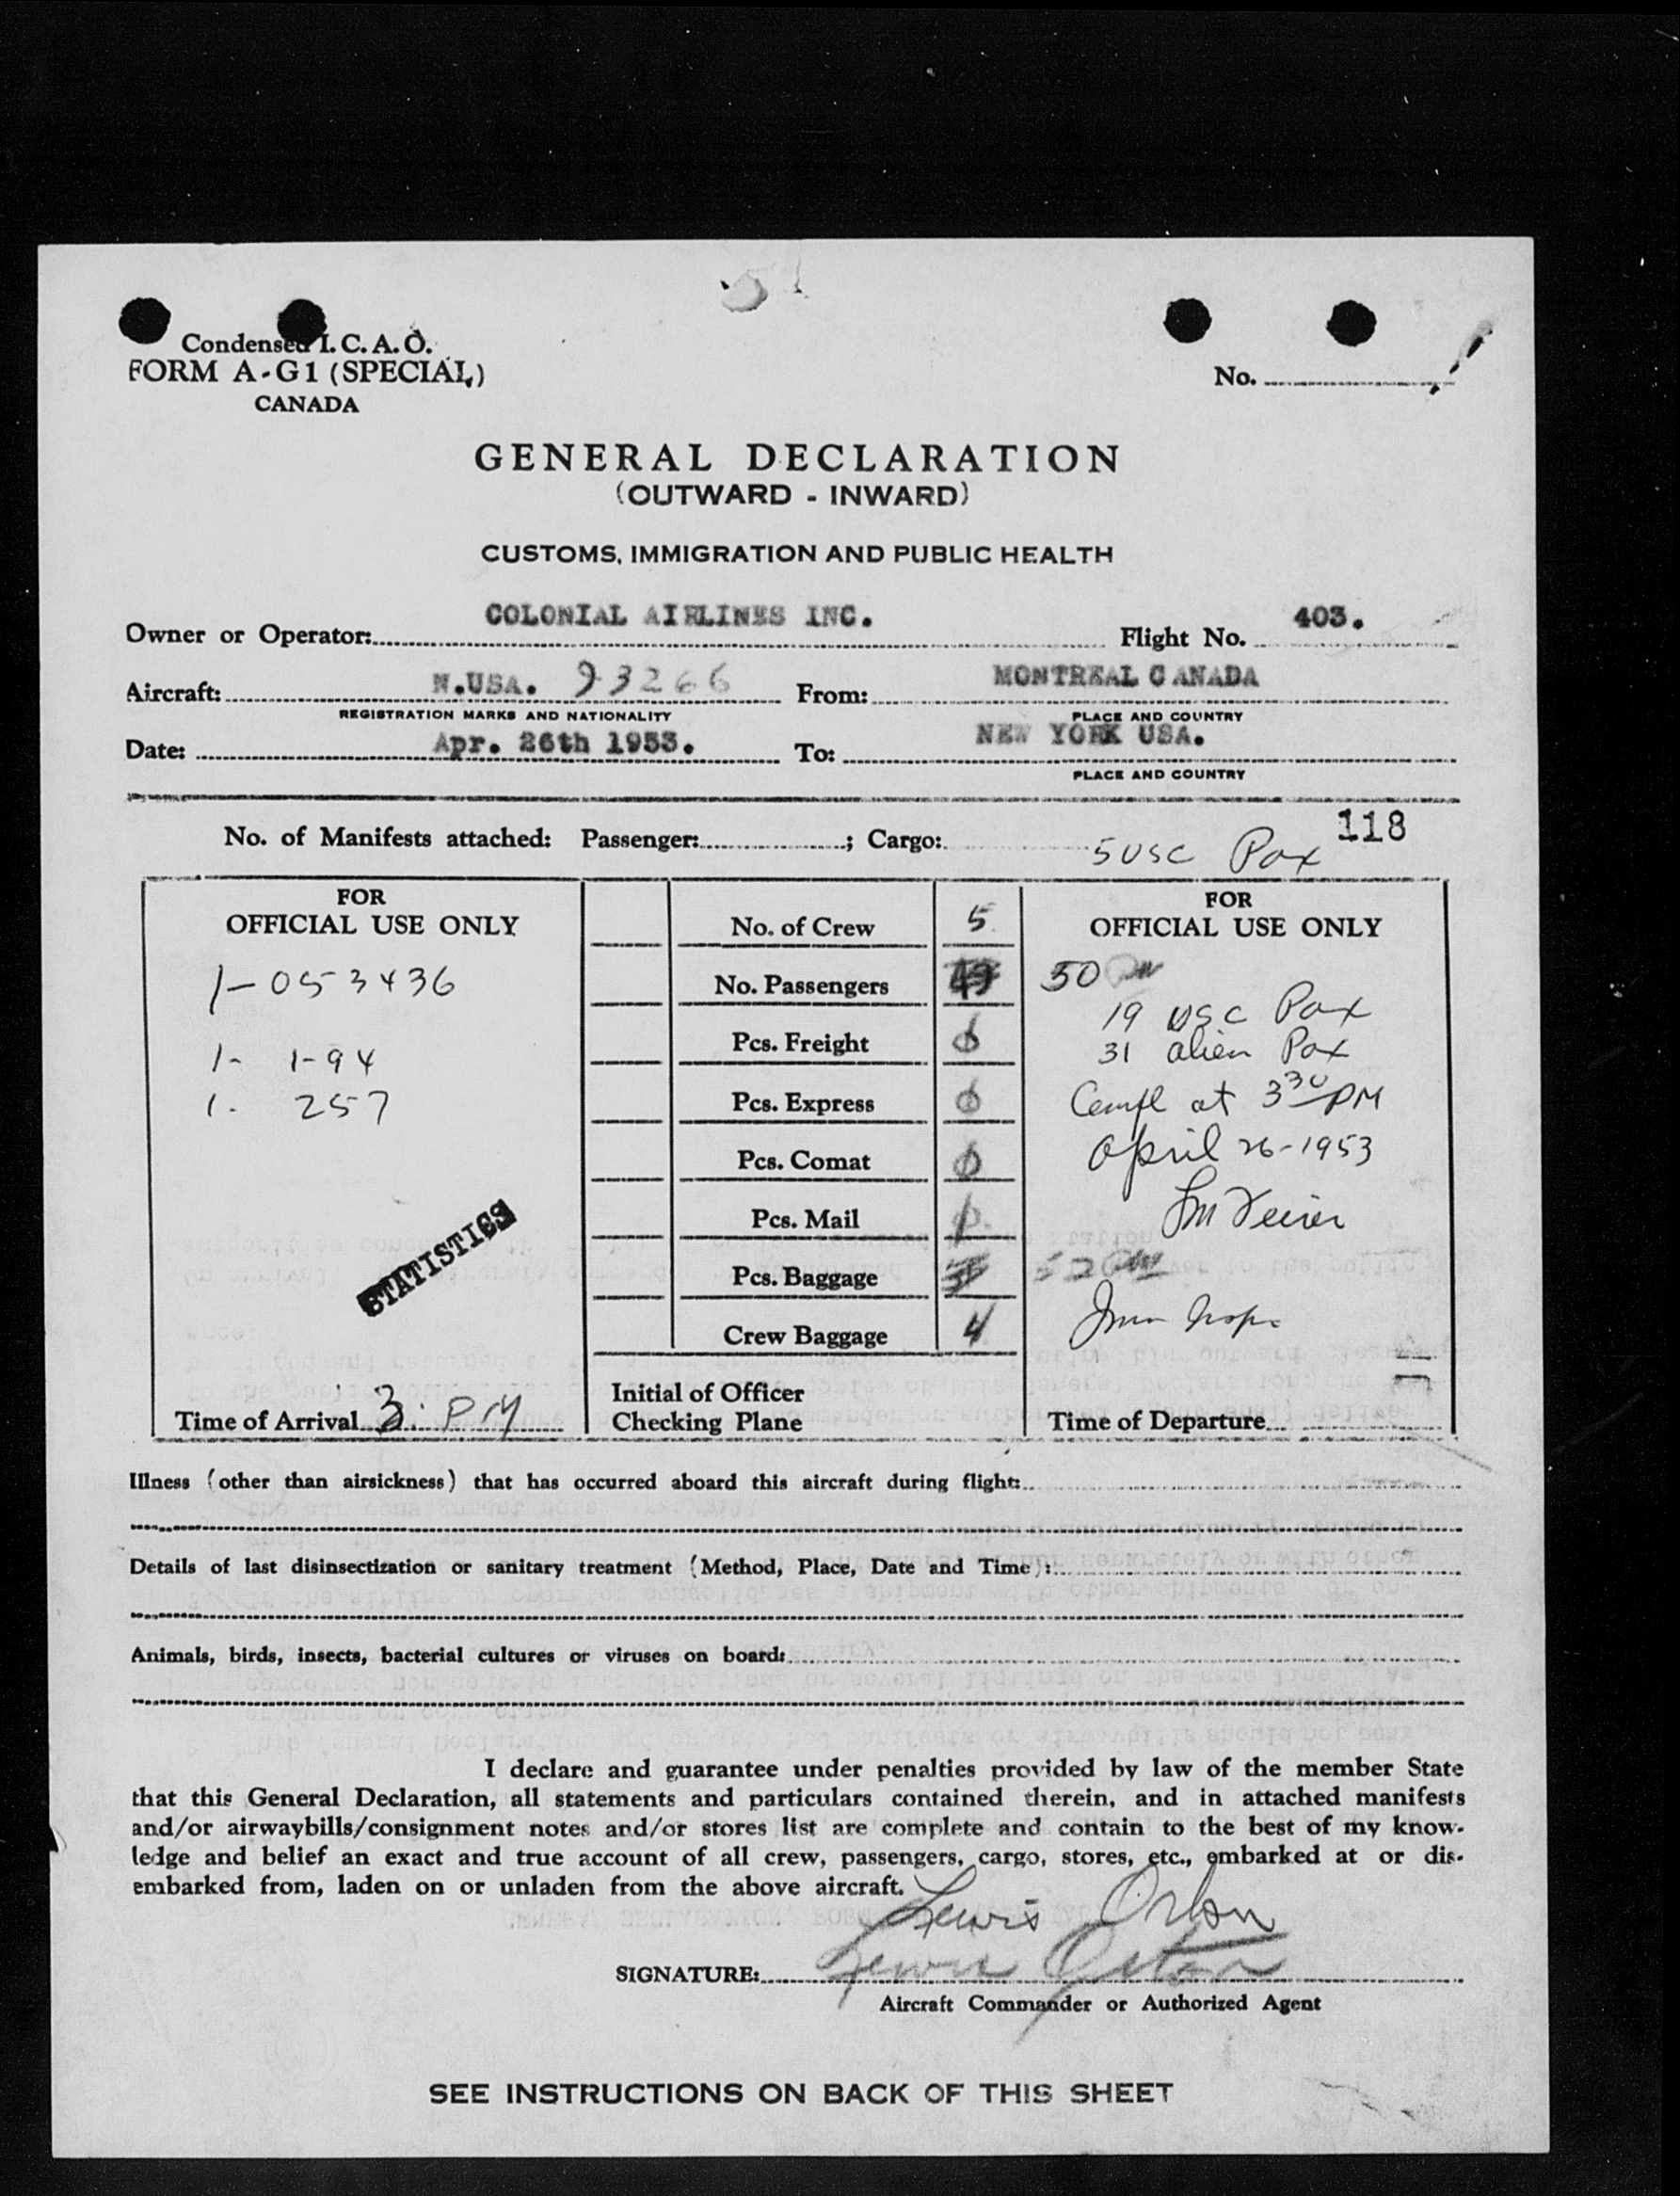 Condensed I. C. A. O.
FORM A-G1 (SPECIAL)
CANADA
No.
GENERAL DECLARATION
(OUTWARD - INWARD)
CUSTOMS, IMMIGRATION AND PUBLIC HEALTH
Owner or Operator: COLONIAL AIRLINES INC. Flight No. 403.
Aircraft: N.USA. 93266 From: MONTREAL CANADA
REGISTRATION MARKS AND NATIONALITY PLACE AND COUNTRY
Date: Apr. 26th 1953. To: NEW YORK USA.
PLACE AND COUNTRY
118
No. of Manifests attached: Passenger: ; Cargo: 5 USC Pax
FOR
OFFICIAL USE ONLY
1-053436
1- 1-94
1. 257
STATISTICS
Time of Arrival 3: PM
No. of Crew 5
No. Passengers
Pcs. Freight
Pcs. Express
Pcs. Comat
Pcs. Mail
Pcs. Baggage
Crew Baggage 4
Initial of Officer
Checking Plane
FOR
OFFICIAL USE ONLY
50
19 USC Pax
31 alien Pax
Compl at 3 30 PM
April 26-1953
52
Imm Insp.
Time of Departure
Illness (other than airsickness) that has occurred aboard this aircraft during flight:
Details of last disinsectization or sanitary treatment (Method, Place, Date and Time):
Animals, birds, insects, bacterial cultures or viruses on board:
I declare and guarantee under penalties provided by law of the member State
that this General Declaration, all statements and particulars contained therein, and in attached manifests
and/or airwaybills/consignment notes and/or stores list are complete and contain to the best of my know-
ledge and belief an exact and true account of all crew, passengers, cargo, stores, etc., embarked at or dis-
embarked from, laden on or unladen from the above aircraft.
Lewis
SIGNATURE: Lewis
Aircraft Commander or Authorized Agent
SEE INSTRUCTIONS ON BACK OF THIS SHEET